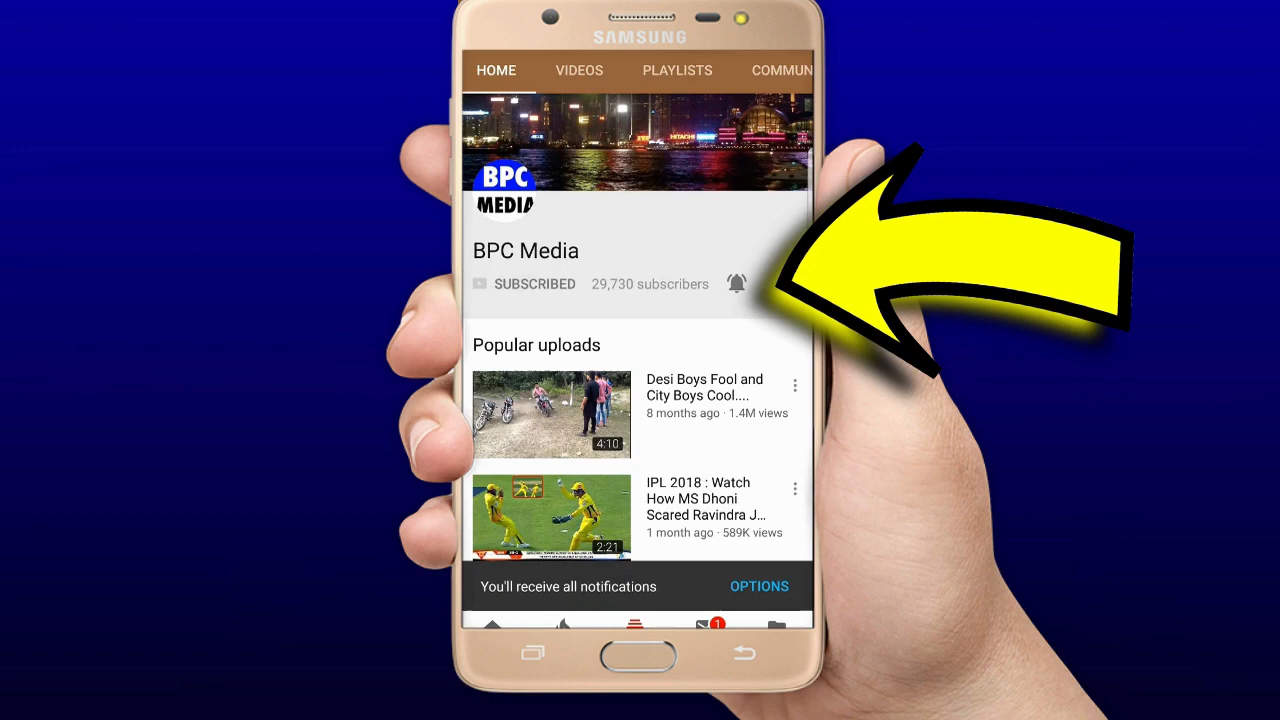 SAMSUNG
HOME VIDEOS PLAYLISTS COMMUN
HITACHI
BPC
MEDIA
BPC Media
SUBSCRIBED 29,730 subscribers
Popular uploads
Desi Boys Fool and
City Boys Cool....
8 months ago · 1.4M views
4:10
IPL 2018 : Watch
How MS Dhoni
Scared Ravindra J...
1 month ago · 589K views
2:21
You'll receive all notifications OPTIONS
1